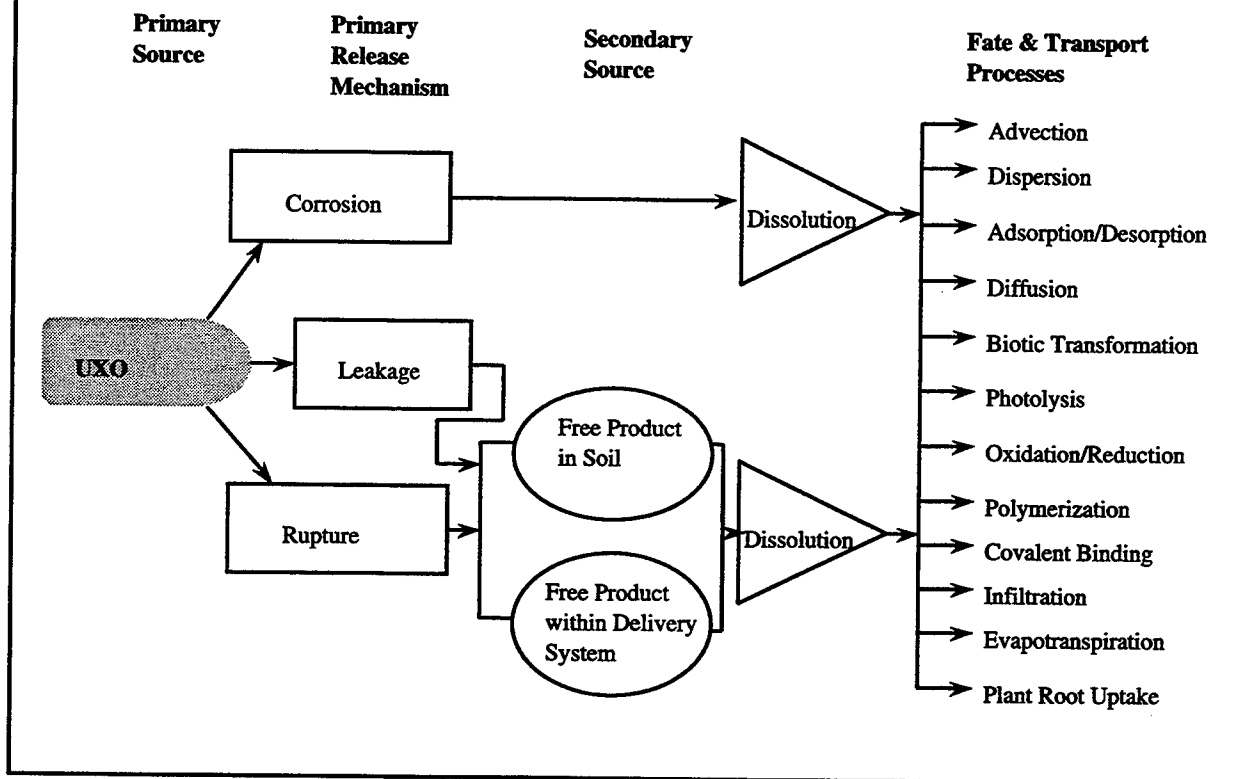 Primary
Source
Primary
Release
Mechanism
Secondary
Source
Fate & Transport
Processes
Corrosion
UXO
Leakage
Rupture
Free Product
in Soil
Free Product
within Delivery
System
Dissolution
Dissolution
Advection
Dispersion
Adsorption/Desorption
Diffusion
Biotic Transformation
Photolysis
Oxidation/Reduction
Polymerization
Covalent Binding
Infiltration
Evapotranspiration
Plant Root Uptake